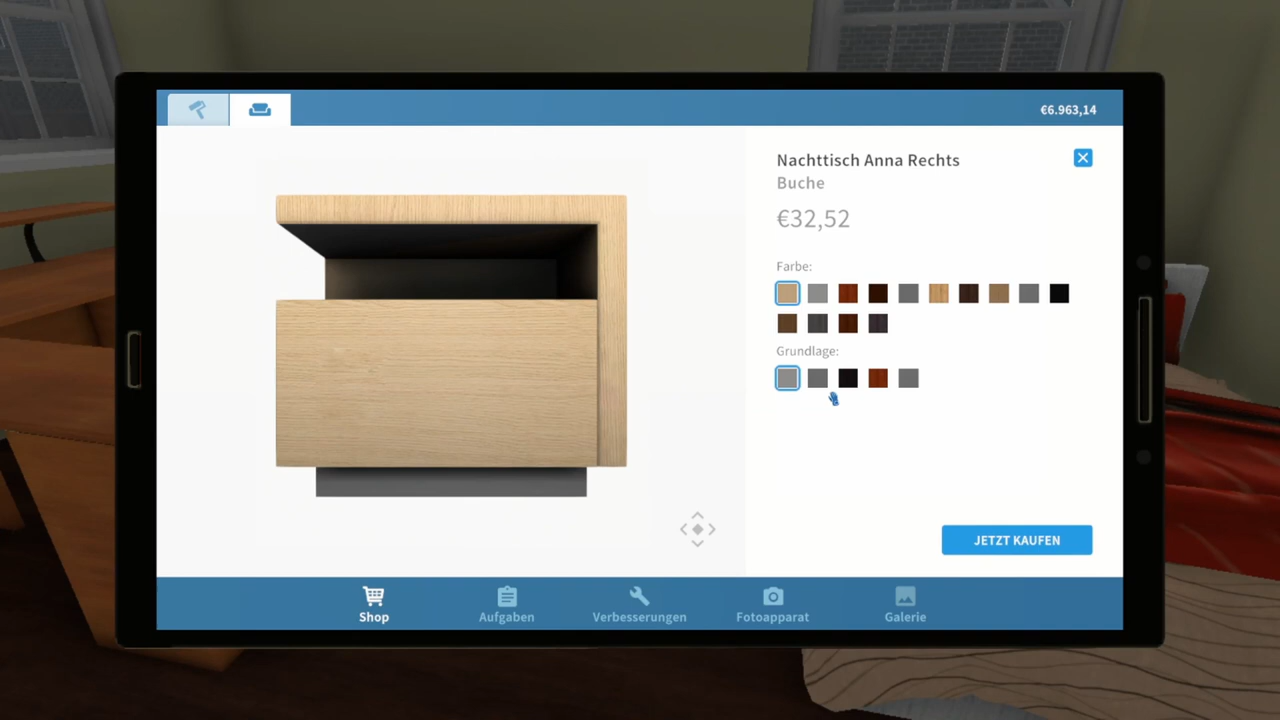 €6.963,14
Nachttisch Anna Rechts
Buche
€32,52
Farbe:
Grundlage:
JETZT KAUFEN
Shop
Aufgaben
Verbesserungen
Fotoapparat
Galerie